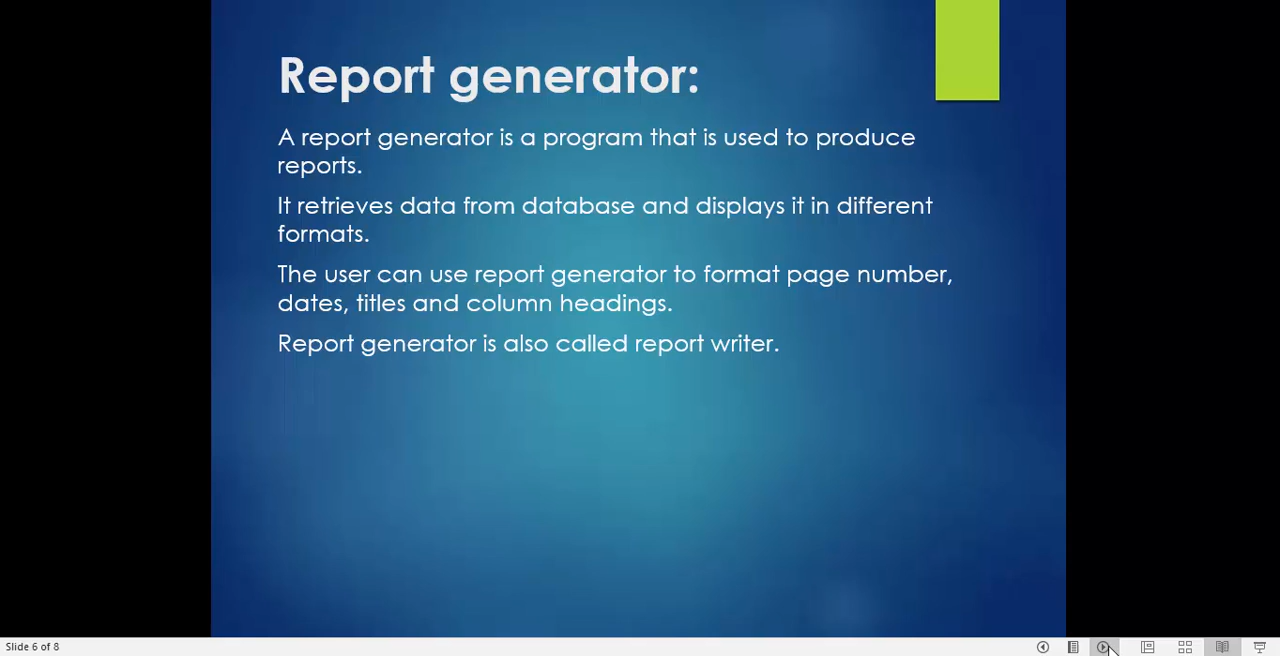 Report generator:
A report generator is a program that is used to produce
reports.
It retrieves data from database and displays it in different
formats.
The user can use report generator to format page number,
dates, titles and column headings.
Report generator is also called report writer.
Slide 6 of 8